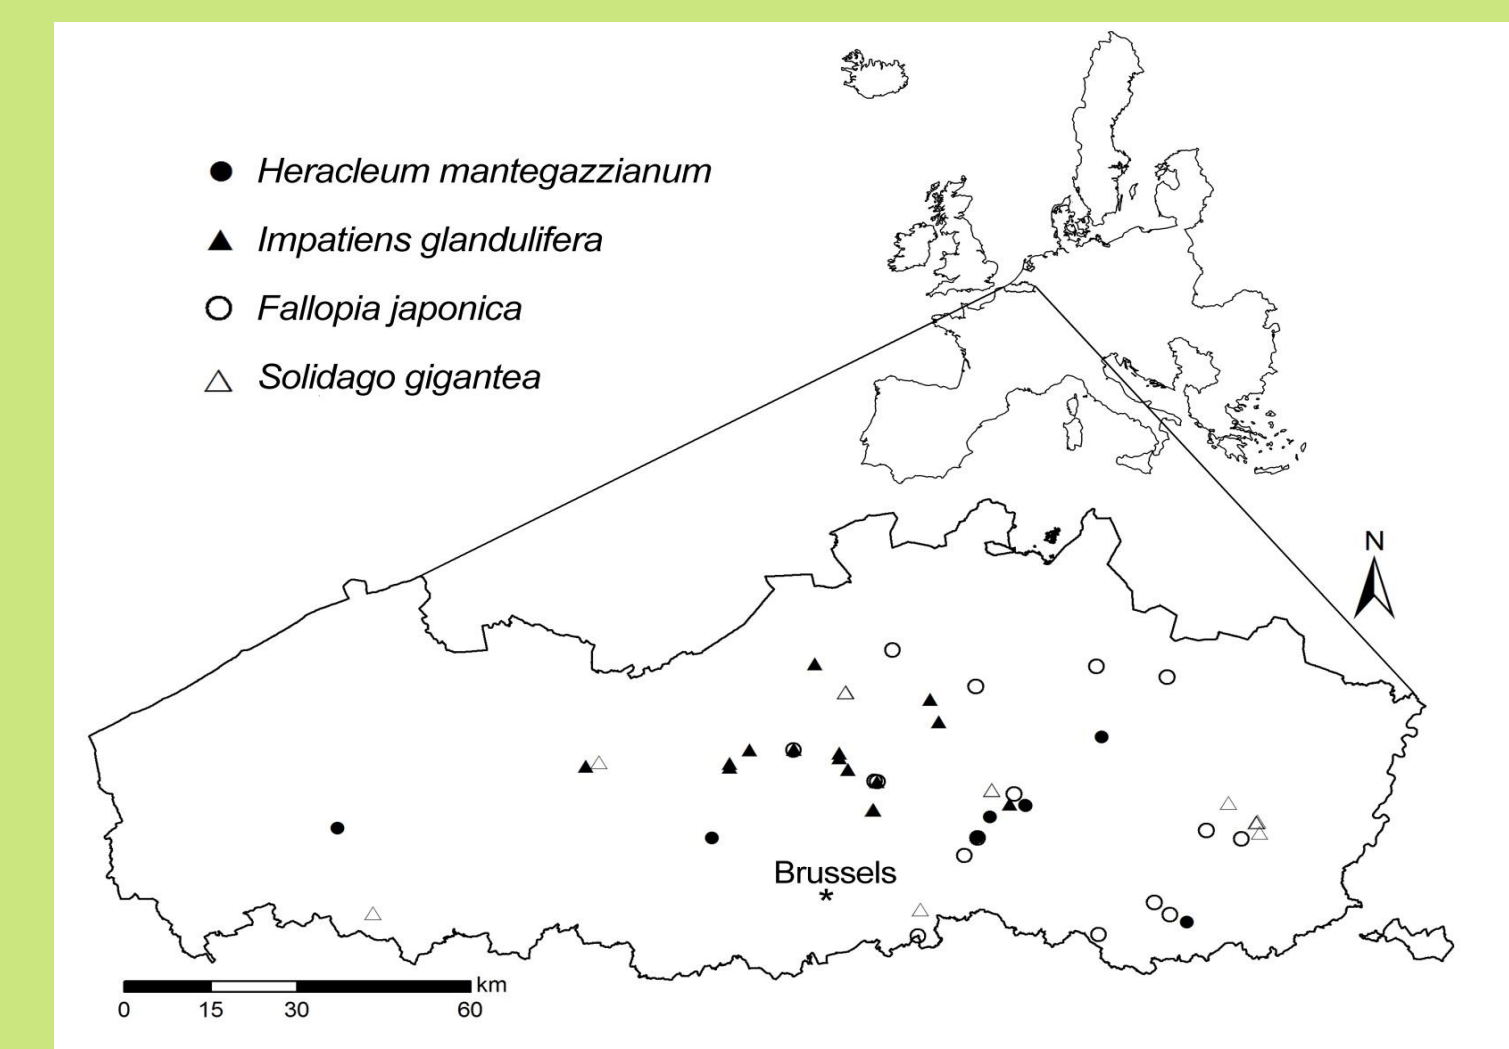 Heracleum mantegazzianum
Impatiens glandulifera
Fallopia japonica
Solidago gigantea
N
Brussels
*
km
0 15 30 60